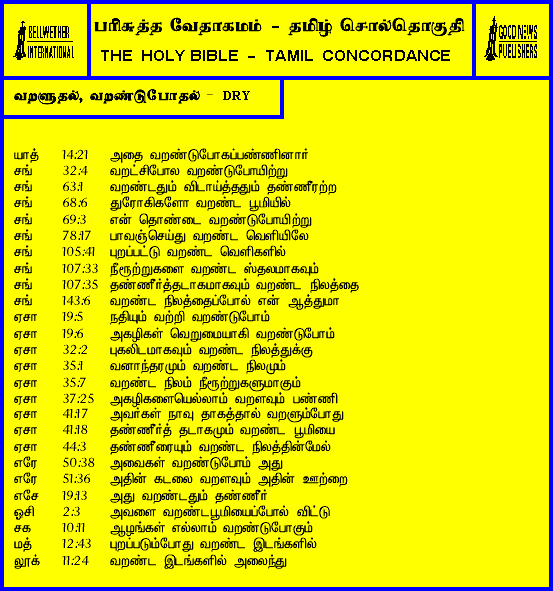 BELLWETHER
INTERNATIONAL
பரிசுத்த வேதாகமம் - தமிழ் சொல்தொகுதி
THE HOLY BIBLE - TAMIL CONCORDANCE
GOOD NEWS
PUBLISHERS
வறளுதல், வறண்டுபோதல் - DRY
யாத் 14:21 அதை வறண்டுபோகப்பண்ணினார்
சங் 32:4 வறட்சிபோல வறண்டுபோயிற்று
சங் 63:1 வறண்டதும் விடாய்த்ததும் தண்ணீரற்ற
சங் 68:6 துரோகிகளோ வறண்ட பூமியில்
சங் 69:3 என் தொண்டை வறண்டுபோயிற்று
சங் 78:17 பாவஞ்செய்து வறண்ட வெளியிலே
சங் 105:41 புறப்பட்டு வறண்ட வெளிகளில்
சங் 107:33 நீரூற்றுகளை வறண்ட ஸ்தலமாகவும்
சங் 107:35 தண்ணீர்த்தடாகமாகவும் வறண்ட நிலத்தை
சங் 143:6 வறண்ட நிலத்தைப்போல் என் ஆத்துமா
ஏசா 19:5 நதியும் வற்றி வறண்டுபோம்
ஏசா 19:6 அகழிகள் வெறுமையாகி வறண்டுபோம்
ஏசா 32:2 புகலிடமாகவும் வறண்ட நிலத்துக்கு
ஏசா 35:1 வனாந்தரமும் வறண்ட நிலமும்
ஏசா 35:7 வறண்ட நிலம் நீரூற்றுகளுமாகும்
ஏசா 37:25 அகழிகளையெல்லாம் வறளவும் பண்ணி
ஏசா 41:17 அவர்கள் நாவு தாகத்தால் வறளும்போது
ஏசா 41:18 தண்ணீர்த் தடாகமும் வறண்ட பூமியை
ஏசா 44:3 தண்ணீரையும் வறண்ட நிலத்தின்மேல்
எரே 50:38 அவைகள் வறண்டுபோம் அது
எரே 51:36 அதின் கடலை வறளவும் அதின் ஊற்றை
எசே 19:13 அது வறண்டதும் தண்ணீர்
ஓசி 2:3 அவளை வறண்டபூமியைப்போல் விட்டு
சக 10:11 ஆழங்கள் எல்லாம் வறண்டுபோகும்
மத் 12:43 புறப்படும்போது வறண்ட இடங்களில்
லூக் 11:24 வறண்ட இடங்களில் அலைந்து